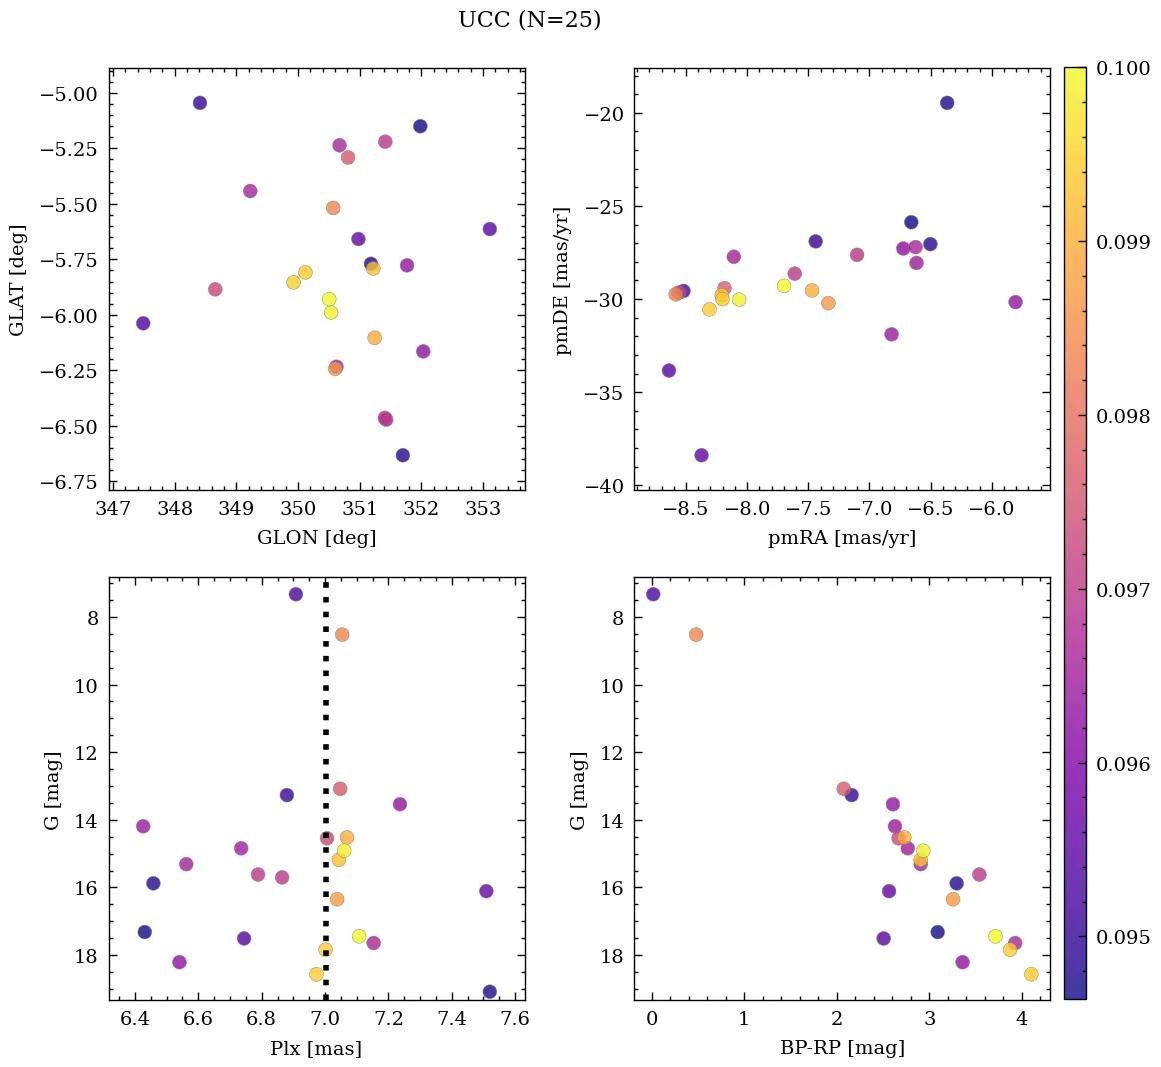 UCC (N=25)
−5.00
−5.25
−5.50
−5.75
−6.00
−6.25
−6.50
−6.75
GLAT [deg]
347 348 349 350 351 352 353
GLON [deg]
−20
−25
−30
−35
−40
pmDE [mas/yr]
−8.5 −8.0 −7.5 −7.0 −6.5 −6.0
pmRA [mas/yr]
8
10
12
14
16
18
G [mag]
6.4 6.6 6.8 7.0 7.2 7.4 7.6
Plx [mas]
8
10
12
14
16
18
G [mag]
0 1 2 3 4
BP-RP [mag]
0.100
0.099
0.098
0.097
0.096
0.095